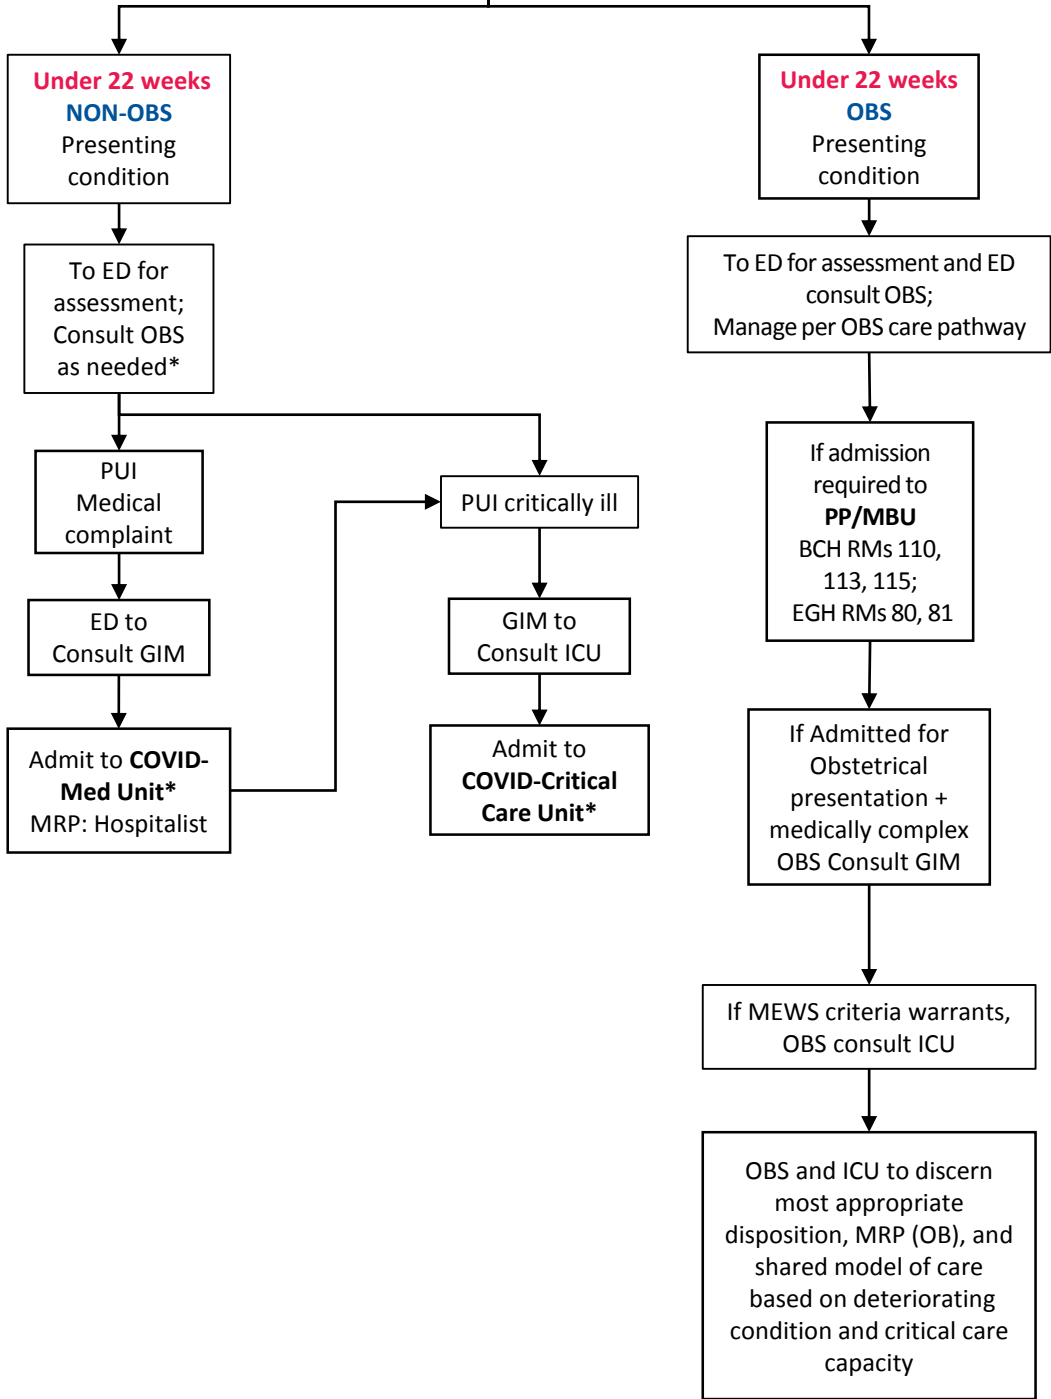 Under 22 weeks
NON-OBS
Presenting
condition
Under 22 weeks
OBS
Presenting
condition
To ED for
assessment;
Consult OBS
as needed*
To ED for assessment and ED
consult OBS;
Manage per OBS care pathway
PUI
Medical
complaint
PUI critically ill
If admission
required to
PP/MBU
BCH RMs 110,
113, 115;
EGH RMs 80, 81
ED to
Consult GIM
GIM to
Consult ICU
Admit to COVID-
Med Unit*
MRP: Hospitalist
Admit to
COVID-Critical
Care Unit*
If Admitted for
Obstetrical
presentation +
medically complex
OBS Consult GIM
If MEWS criteria warrants,
OBS consult ICU
OBS and ICU to discern
most appropriate
disposition, MRP (OB), and
shared model of care
based on deteriorating
condition and critical care
capacity